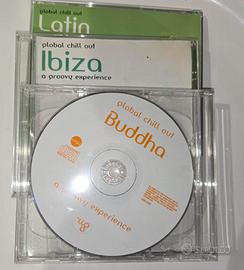 global chill out
Latin
global chill out
Ibiza
a groovy experience
global chill out
Buddha
a groovy experience